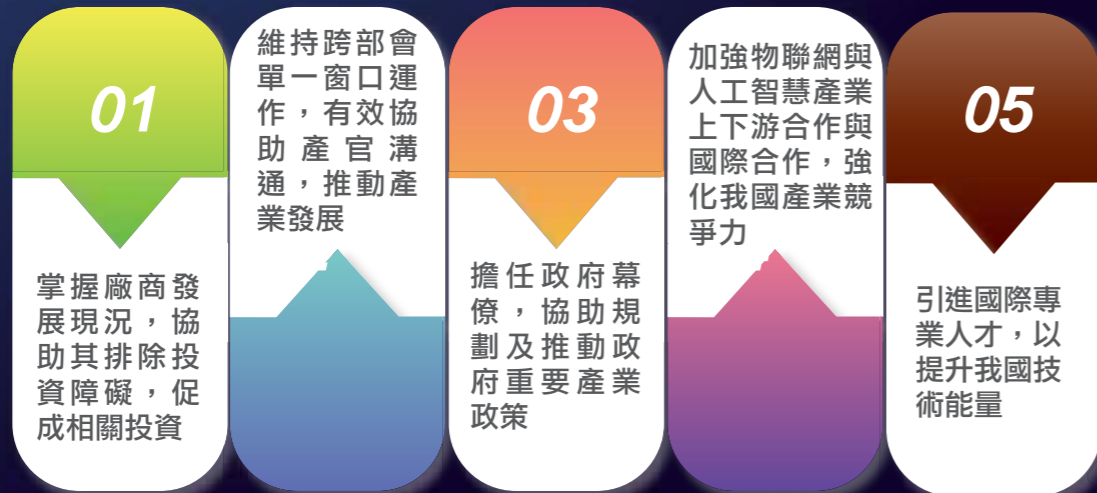 01
掌握廠商發
展現況，協
助其排除投
資障礙，促
成相關投資
維持跨部會
單一窗口運
作，有效協
助產官溝
通，推動產
業發展
03
擔任政府幕
僚，協助規
劃及推動政
府重要產業
政策
加強物聯網與
人工智慧產業
上下游合作與
國際合作，強
化我國產業競
爭力
05
引進國際專
業人才，以
提升我國技
術能量